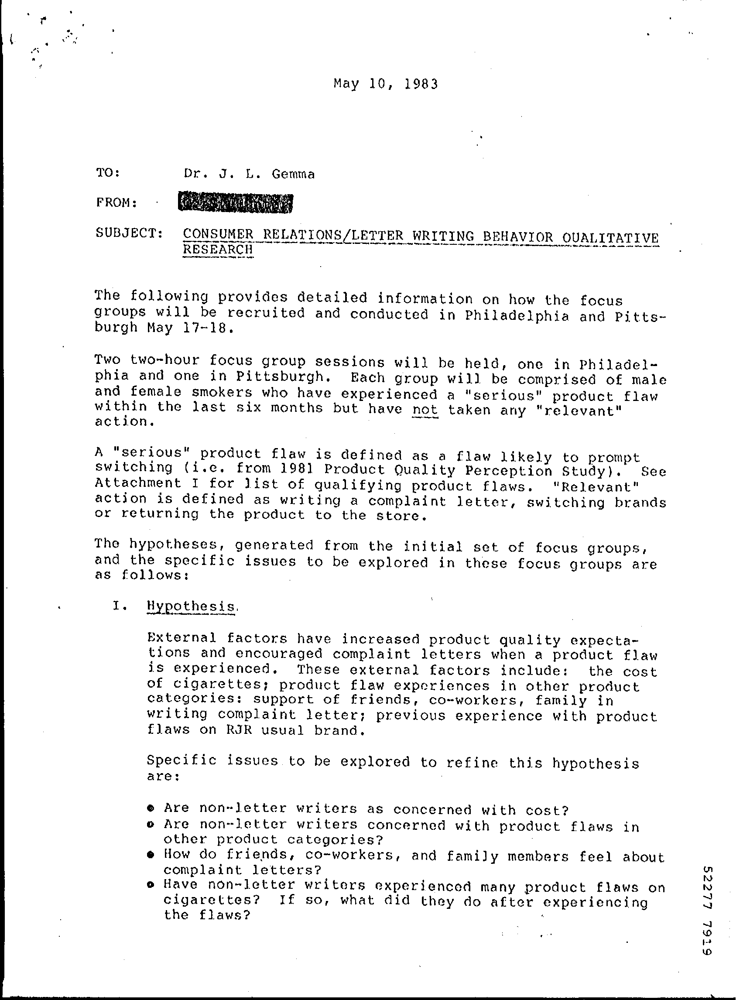 May 10, 1983
TO: Dr. J. L. Gemma
FROM:
SUBJECT: CONSUMER RELATIONS/LETTER WRITING BEHAVIOR QUALITATIVE
RESEARCH
The following provides detailed information on how the focus
groups will be recruited and conducted in Philadelphia and Pitts-
burgh May 17-18.
Two two-hour focus group sessions will be held, one in Philadel-
phia and one in Pittsburgh. Each group will be comprised of male
and female smokers who have experienced a "serious" product flaw
within the last six months but have not taken any "relevant"
action.
A "serious" product flaw is defined as a flaw likely to prompt
switching (i.e. from 1981 Product Quality Perception Study). See
Attachment I for list of qualifying product flaws. "Relevant"
action is defined as writing a complaint letter, switching brands
or returning the product to the store.
The hypotheses, generated from the initial set of focus groups,
and the specific issues to be explored in these focus groups are
as follows:
I. Hypothesis.
External factors have increased product quality expecta-
tions and encouraged complaint letters when a product flaw
is experienced. These external factors include: the cost
of cigarettes; product flaw experiences in other product
categories: support of friends, co-workers, family in
writing complaint letter; previous experience with product
flaws on RJR usual brand.
Specific issues to be explored to refine this hypothesis
are:
• Are non-letter writers as concerned with cost?
• Are non-letter writers concerned with product flaws in
other product categories?
• How do friends, co-workers, and family members feel about
complaint letters?
• Have non-letter writers experienced many product flaws on
cigarettes? If so, what did they do after experiencing
the flaws?
52277 7919